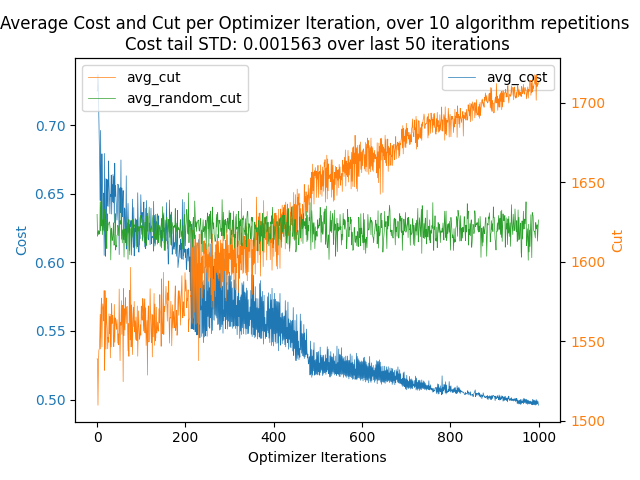 Average Cost and Cut per Optimizer Iteration, over 10 algorithm repetitions
Cost tail STD: 0.001563 over last 50 iterations
avg_cut
avg_random_cut
avg_cost
0.70
0.65
0.60
0.55
0.50
Cost
1700
1650
1600
1550
1500
Cut
0 200 400 600 800 1000
Optimizer Iterations